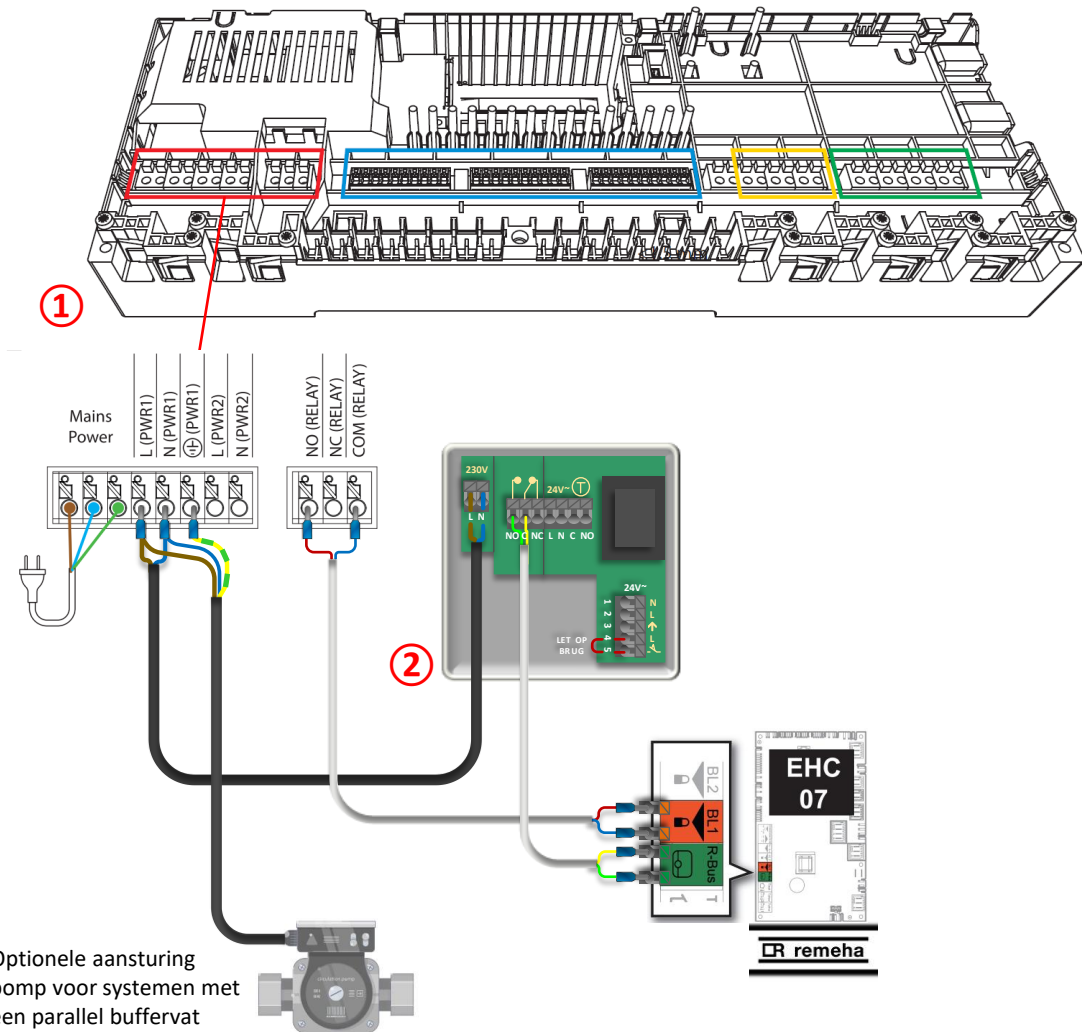 1
Mains
Power
L (PWR1)
N (PWR1)
(PWR1)
L (PWR2)
N (PWR2)
NO (RELAY)
NC (RELAY)
COM (RELAY)
230V
L N
24V~ T
NO C NC L N C NO
24V~
1 N
2 L
3
4 L
5
LET OP
BRUG
2
BL2
BL1
R-Bus
T
EHC
07
remeha
circulation pump
Optionele aansturing
pomp voor systemen met
een parallel buffervat